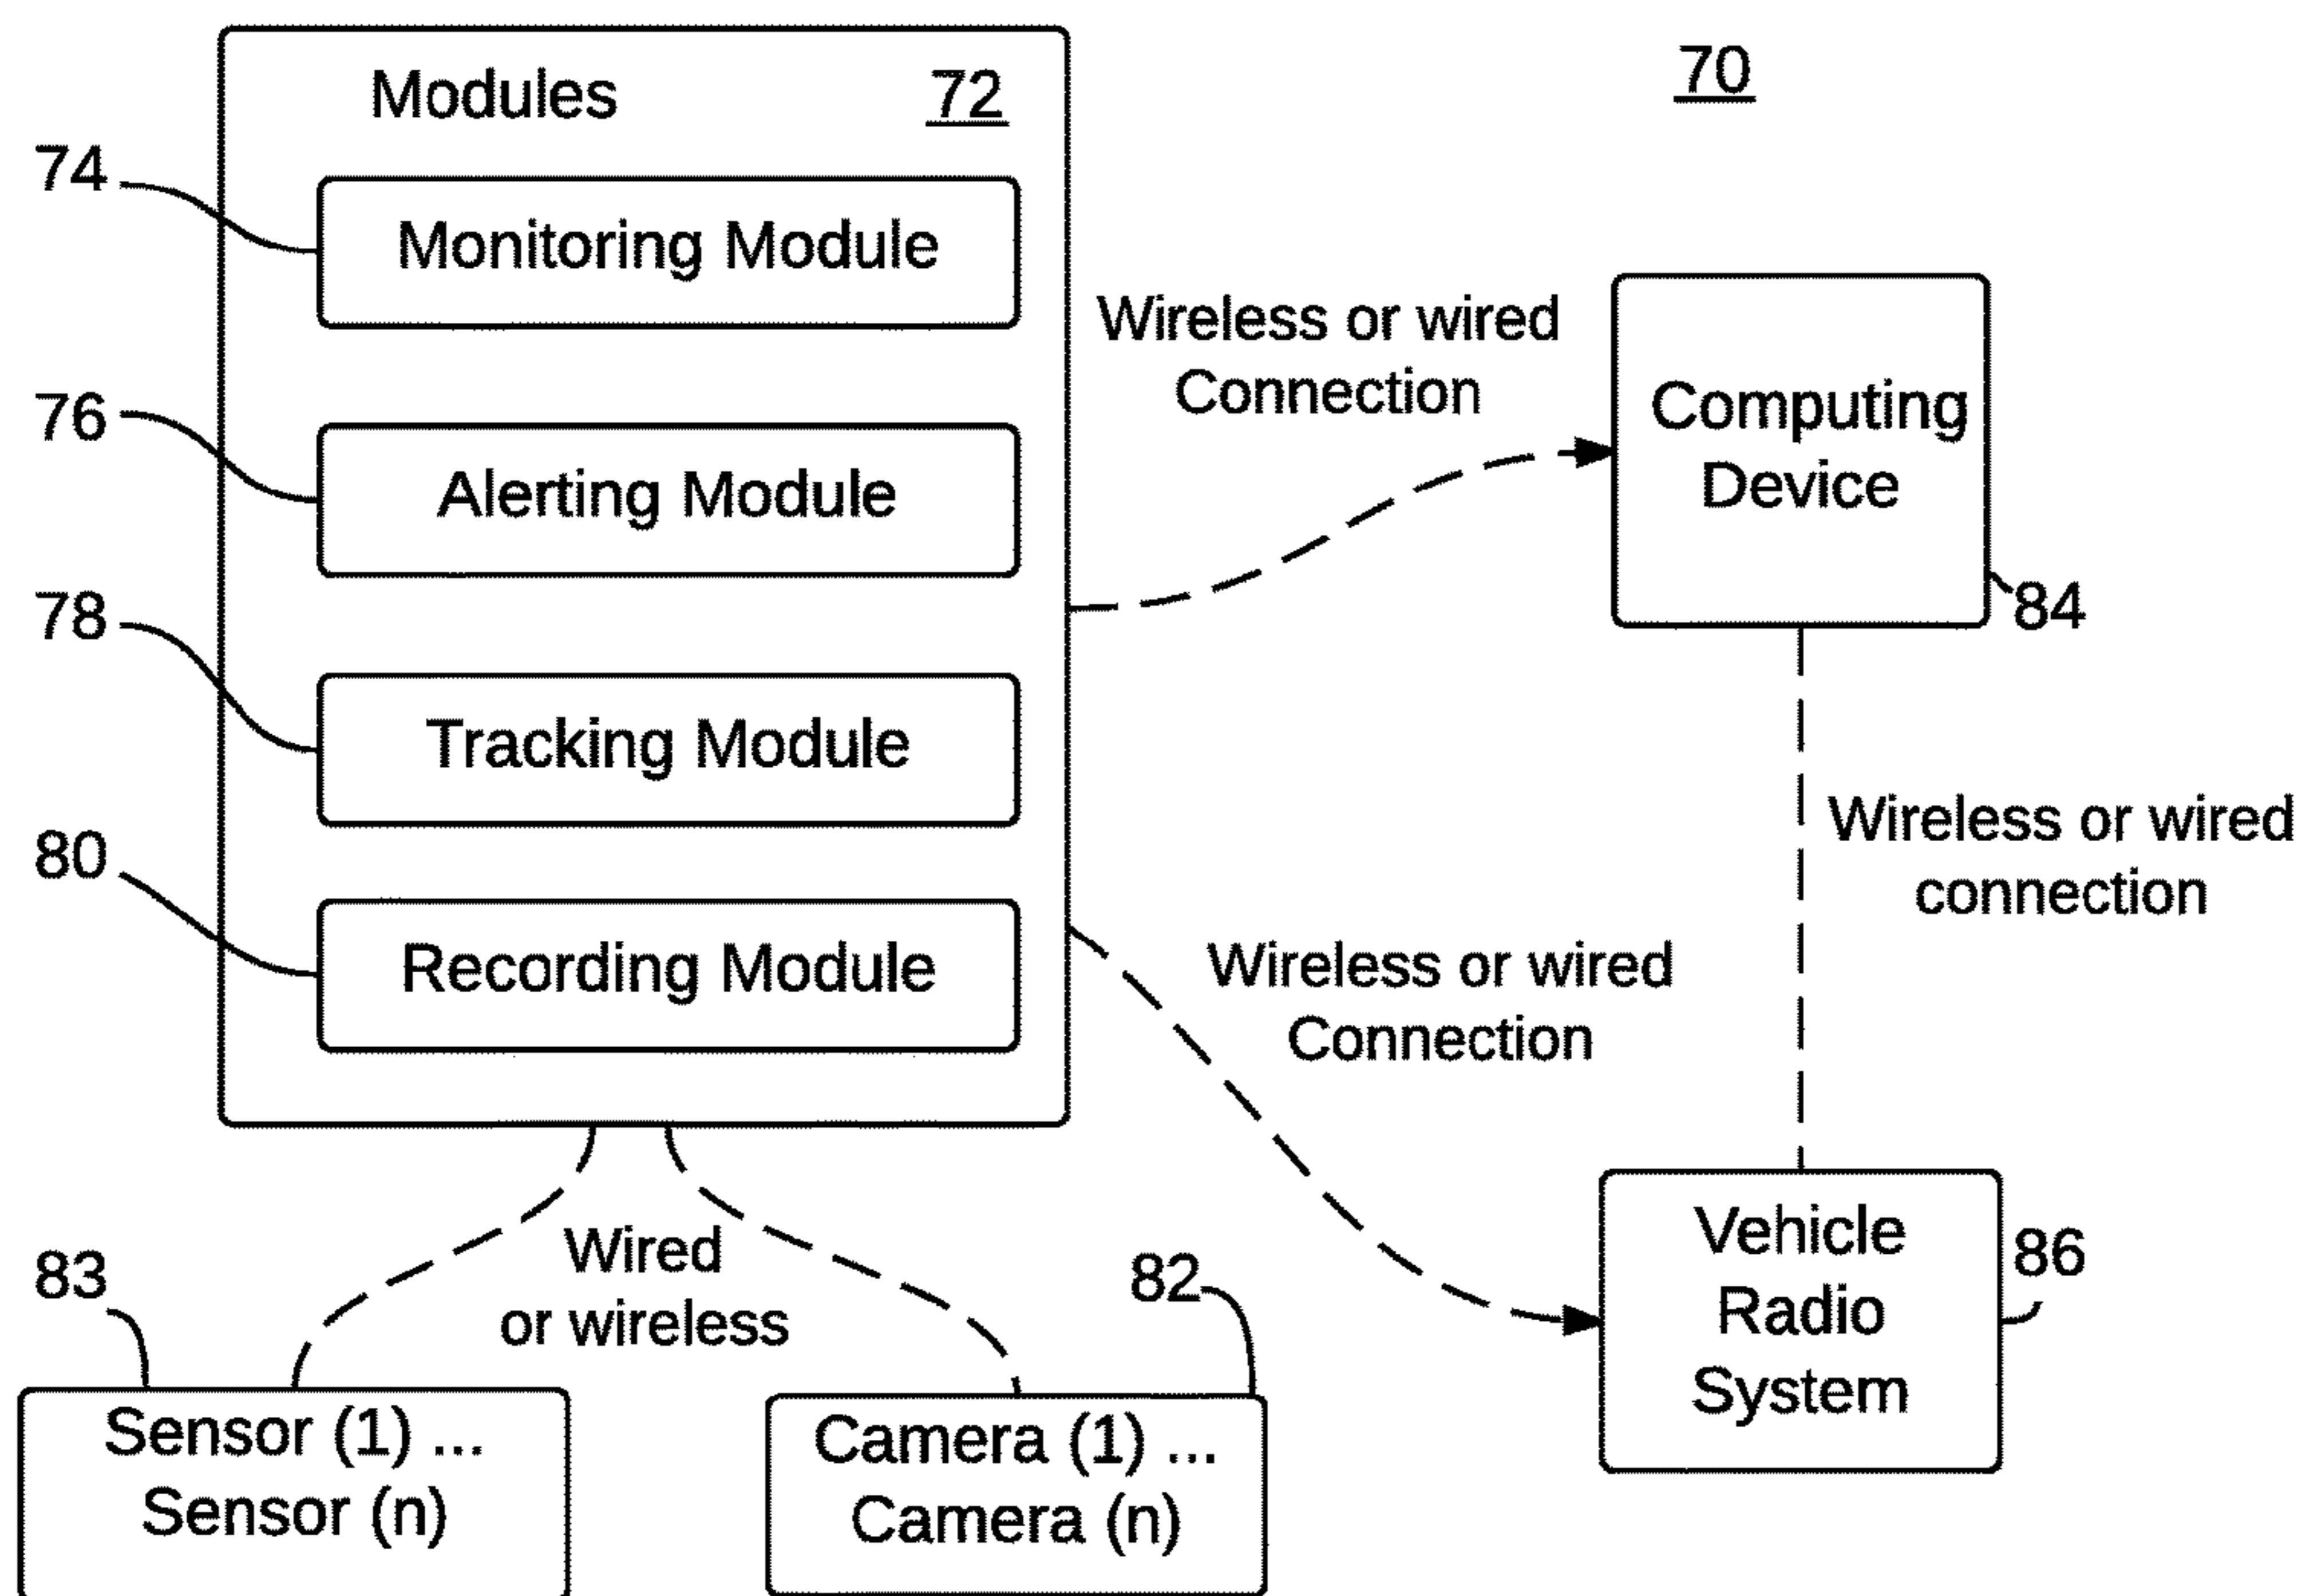 Modules 72
70
74
Monitoring Module
76
Alerting Module
78
Tracking Module
80
Recording Module
Wireless or wired
Connection
Computing
Device
84
Wireless or wired
connection
Wireless or wired
Connection
Vehicle
Radio
System
86
Wired
or wireless
83
Sensor (1) ...
Sensor (n)
82
Camera (1) ...
Camera (n)